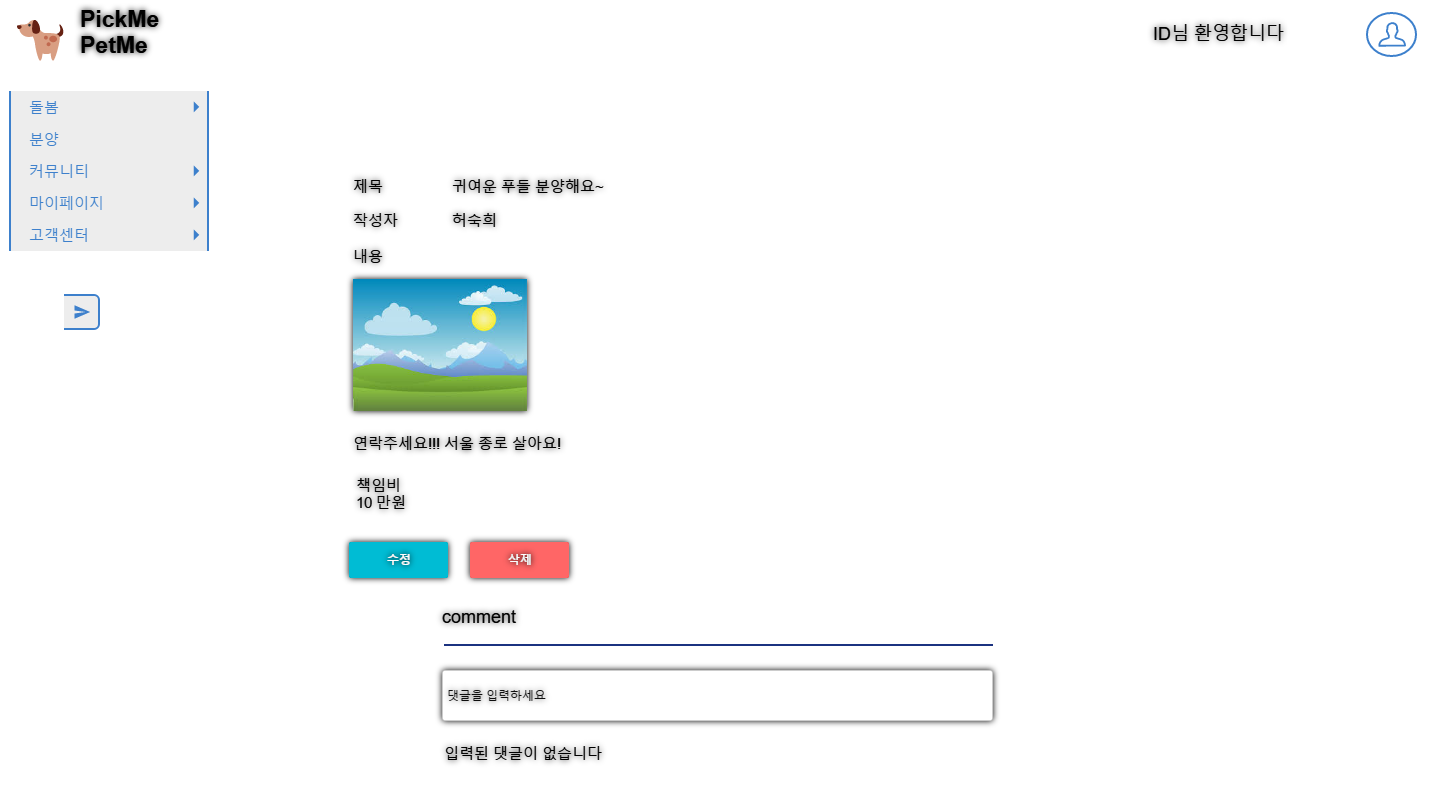 PickMe
PetMe
ID님 환영합니다
돌봄
분양
커뮤니티
마이페이지
고객센터
제목 귀여운 푸들 분양해요~
작성자 허숙희
내용
연락주세요!!! 서울 종로 살아요!
책임비
10 만원
수정 삭제
comment
댓글을 입력하세요
입력된 댓글이 없습니다